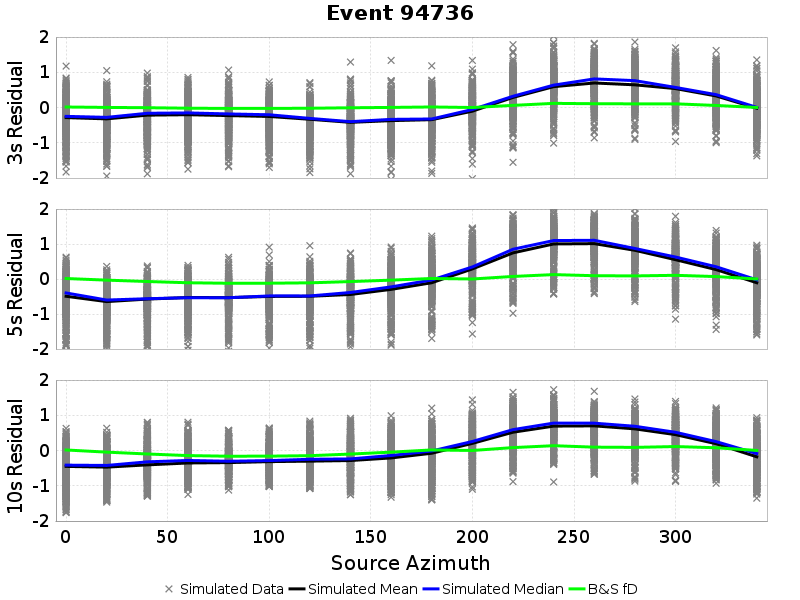 Event 94736
3s Residual
2
1
0
-1
-2
5s Residual
2
1
0
-1
-2
10s Residual
2
1
0
-1
-2
0 50 100 150 200 250 300
Source Azimuth
Simulated Data Simulated Mean Simulated Median B&S fD